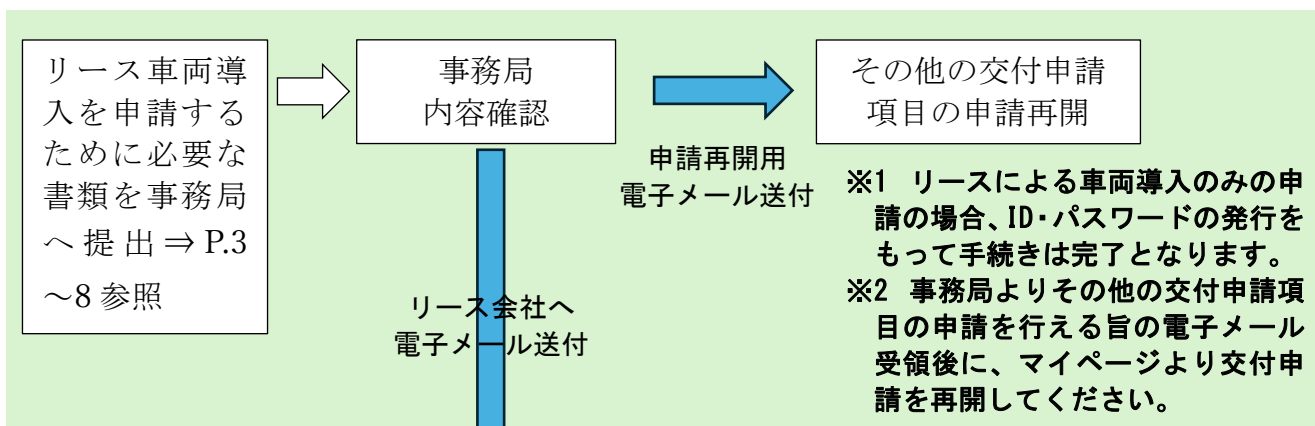 リース車両導
入を申請する
ために必要な
書類を事務局
へ提出⇒P.3
～8参照
事務局
内容確認
申請再開用
電子メール送付
リース会社へ
電子メール送付
その他の交付申請
項目の申請再開
※1 リースによる車両導入のみの申
請の場合、ID・パスワードの発行を
もって手続きは完了となります。
※2 事務局よりその他の交付申請項
目の申請を行える旨の電子メール
受領後に、マイページより交付申
請を再開してください。